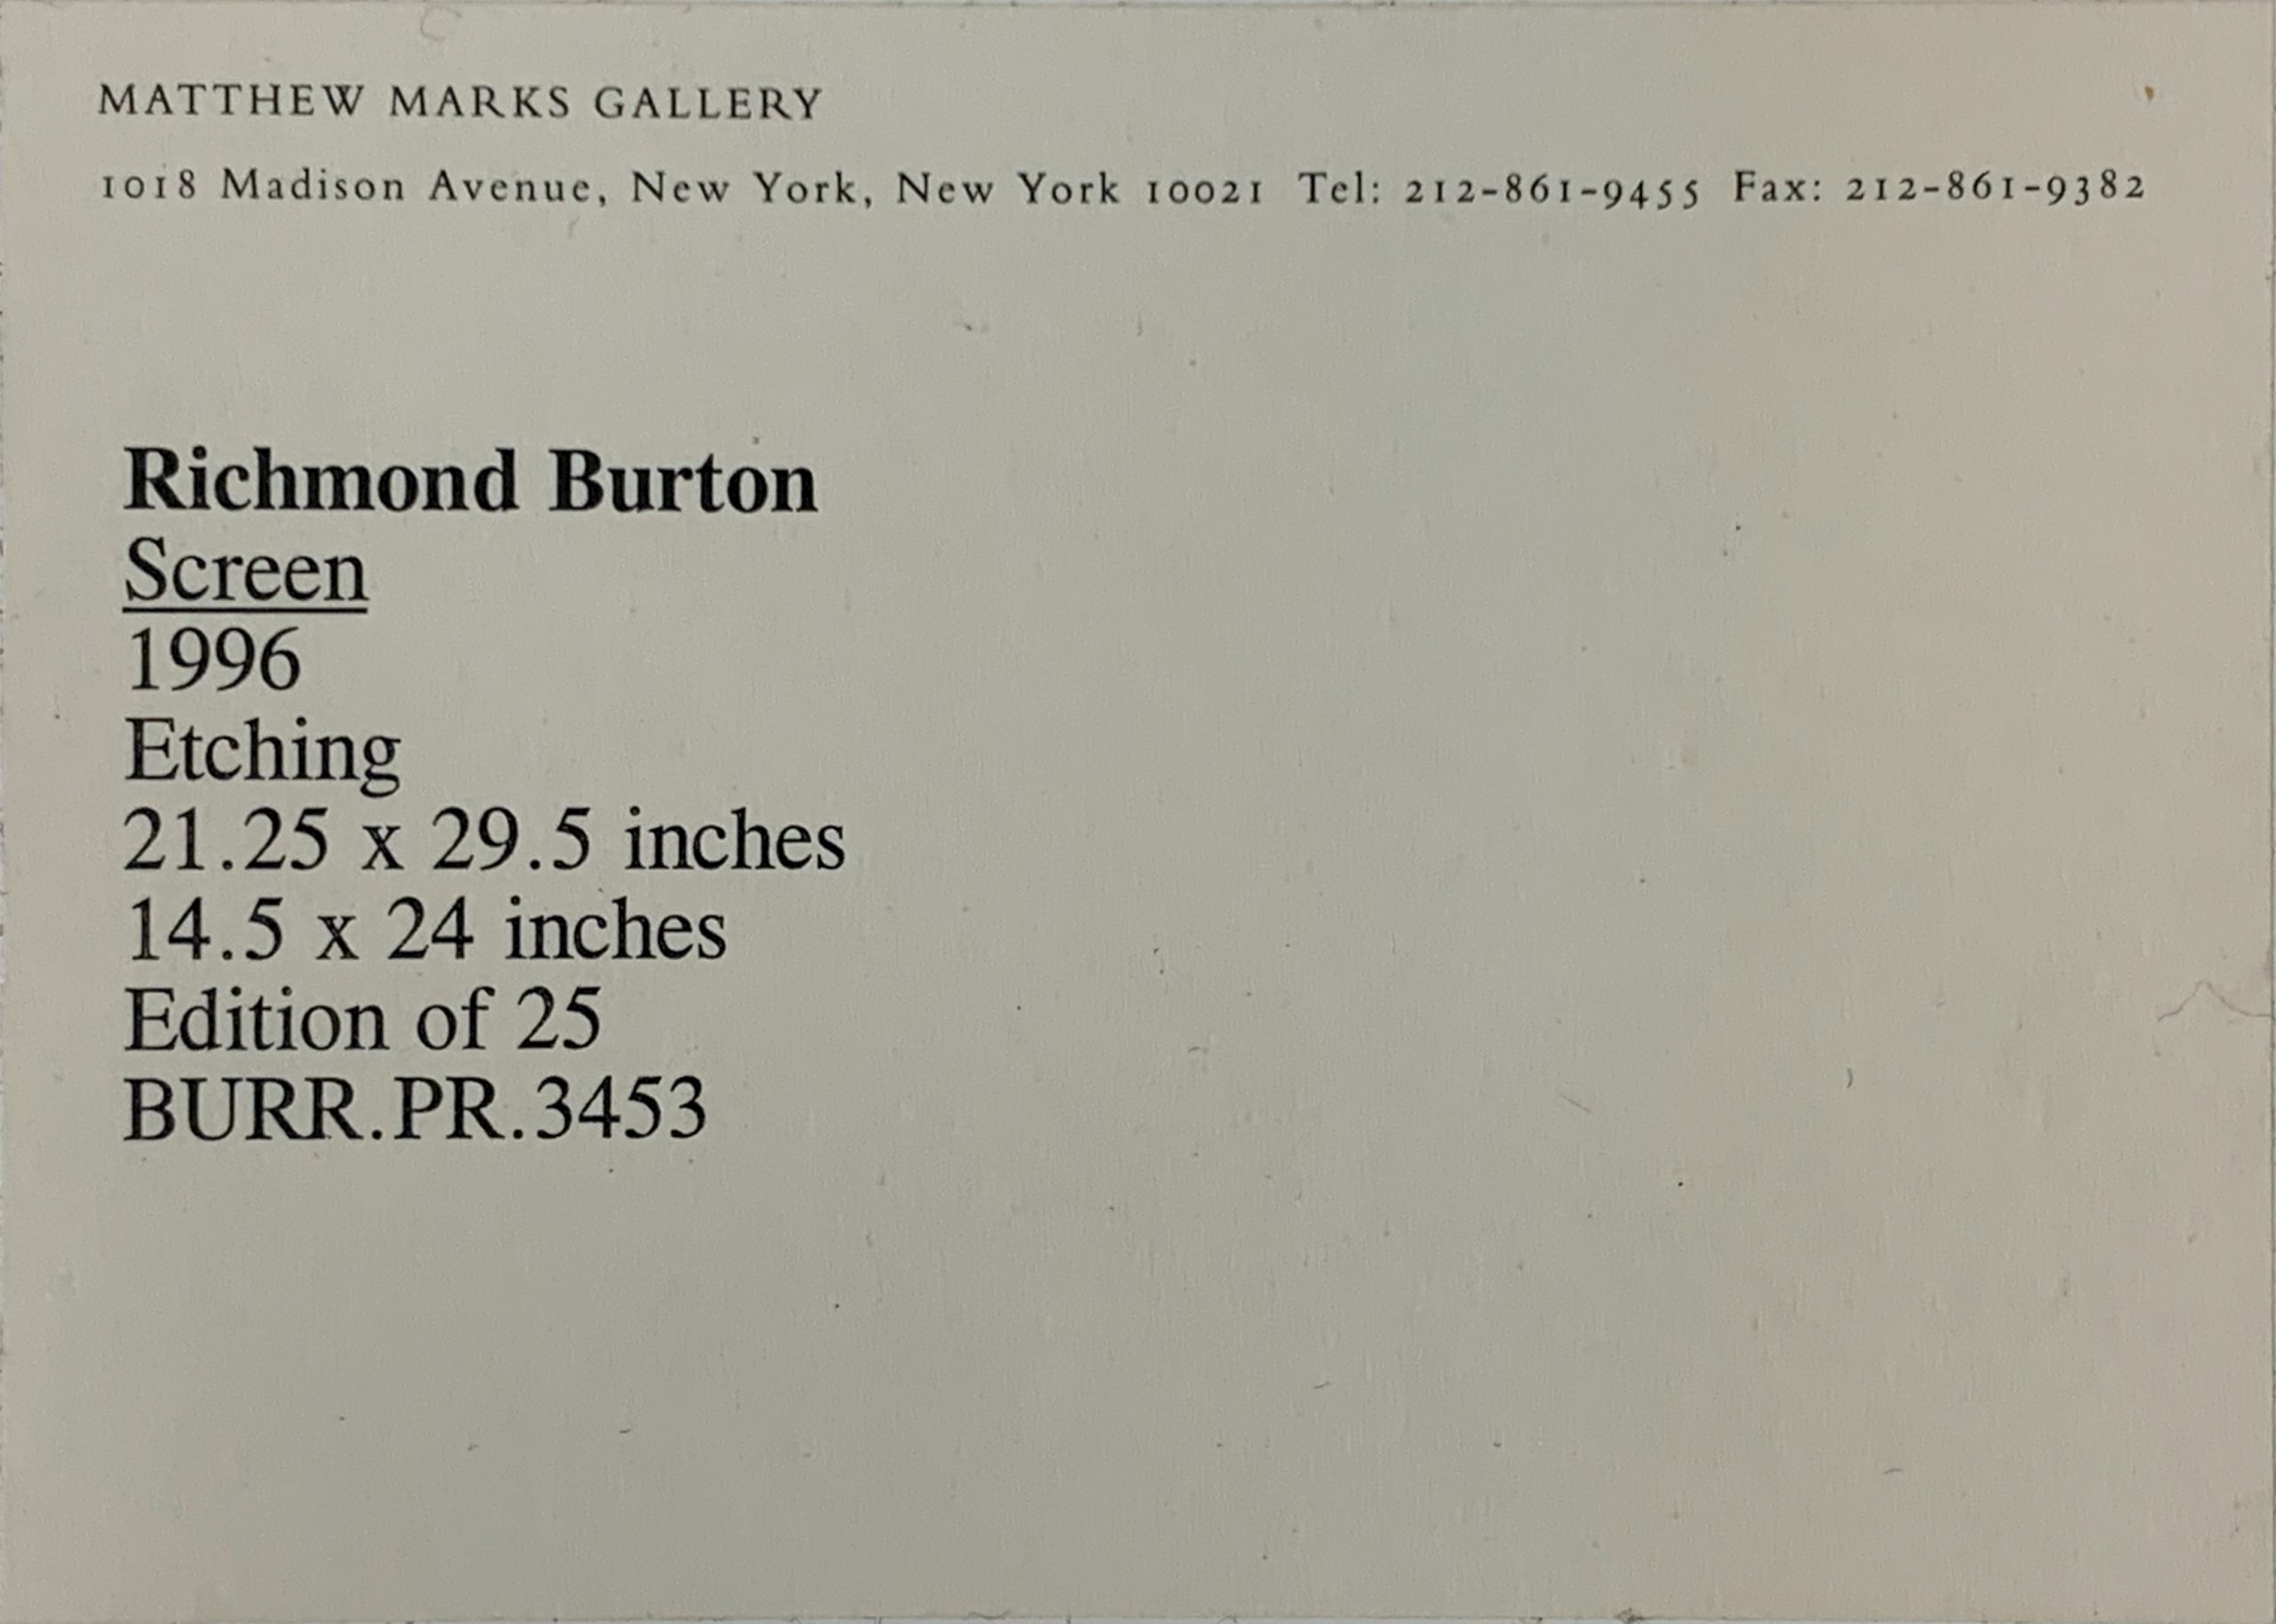 MATTHEW MARKS GALLERY
1018 Madison Avenue, New York, New York 10021 Tel: 212-861-9455 Fax: 212-861-9382
Richmond Burton
Screen
1996
Etching
21.25 x 29.5 inches
14.5 x 24 inches
Edition of 25
BURR.PR.3453